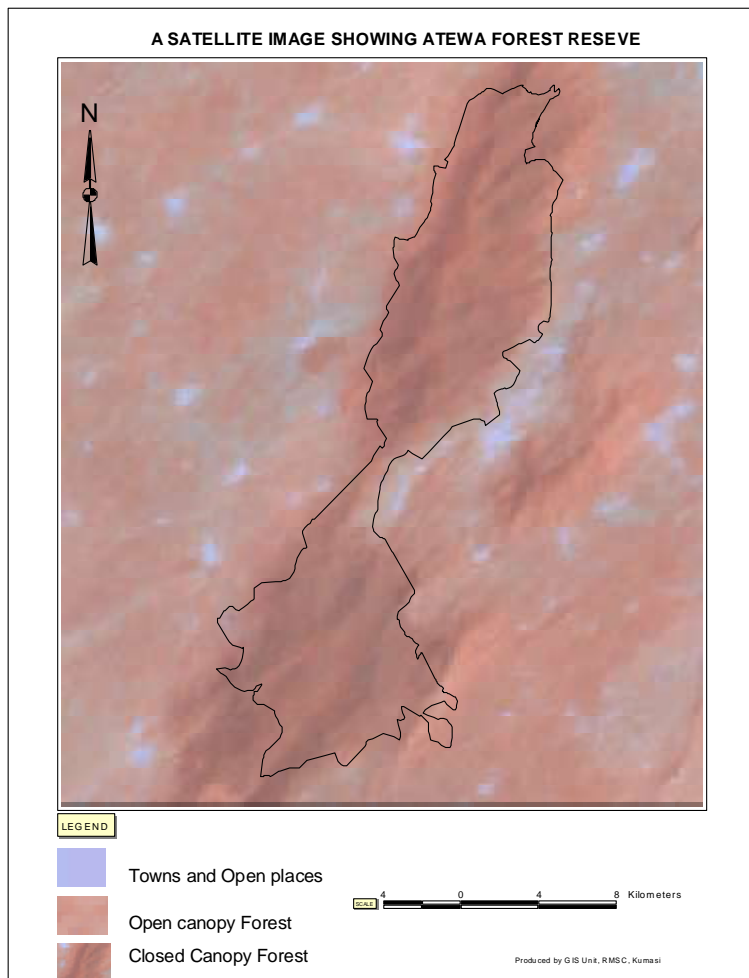 A SATELLITE IMAGE SHOWING ATEWA FOREST RESEVE
N
LEGEND
Towns and Open places
Open canopy Forest
Closed Canopy Forest
SCALE
4 0 4 8 Kilometers
Produced by GIS Unit, RMSC, Kumasi